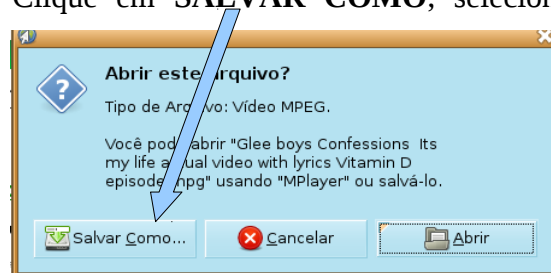 Clique em SALVAR COMO, selecion
Abrir este arquivo?
Tipo de Arquivo: Vídeo MPEG.
Você pode abrir "Glee boys Confessions Its
my life a ual video with lyrics Vitamin D
episode mpg" usando "MPlayer" ou salvá-lo.
Salvar Como...
Cancelar
Abrir